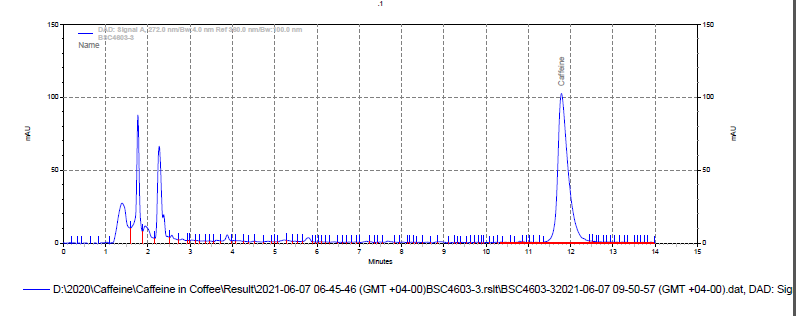 .1
150
150
DAD: Signal A, 272.0 nm/Bw:4.0 nm Ref 360.0 nm/Bw:100.0 nm
BSC4603-3
Name
Caffeine
100
100
mAU
mAU
50
50
0
0
0 1 2 3 4 5 6 7 8 9 10 11 12 13 14 15
Minutes
D:\2020\Caffeine\Caffeine in Coffee\Result\2021-06-07 06-45-46 (GMT +04-00)BSC4603-3.rslt\BSC4603-32021-06-07 09-50-57 (GMT +04-00).dat, DAD: Sig